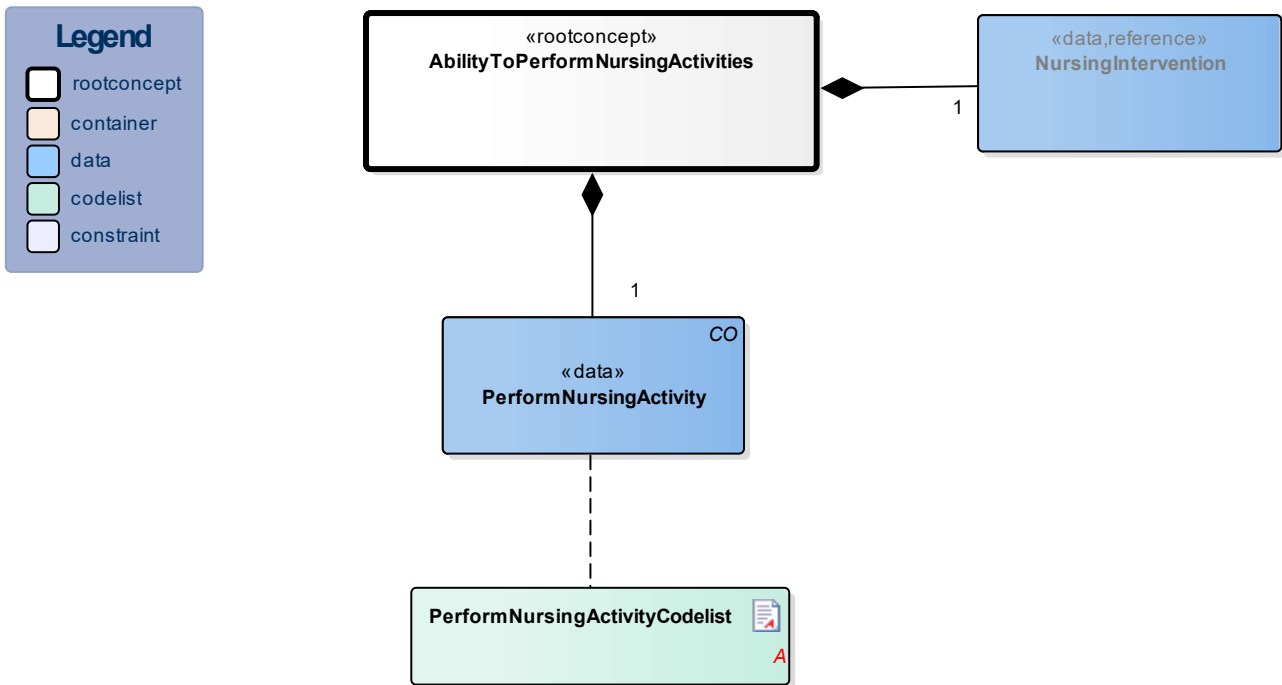 Legend
rootconcept
container
data
codelist
constraint
«rootconcept»
AbilityToPerformNursingActivities
«data,reference»
NursingIntervention
1
1
CO
«data»
PerformNursingActivity
PerformNursingActivityCodelist
A